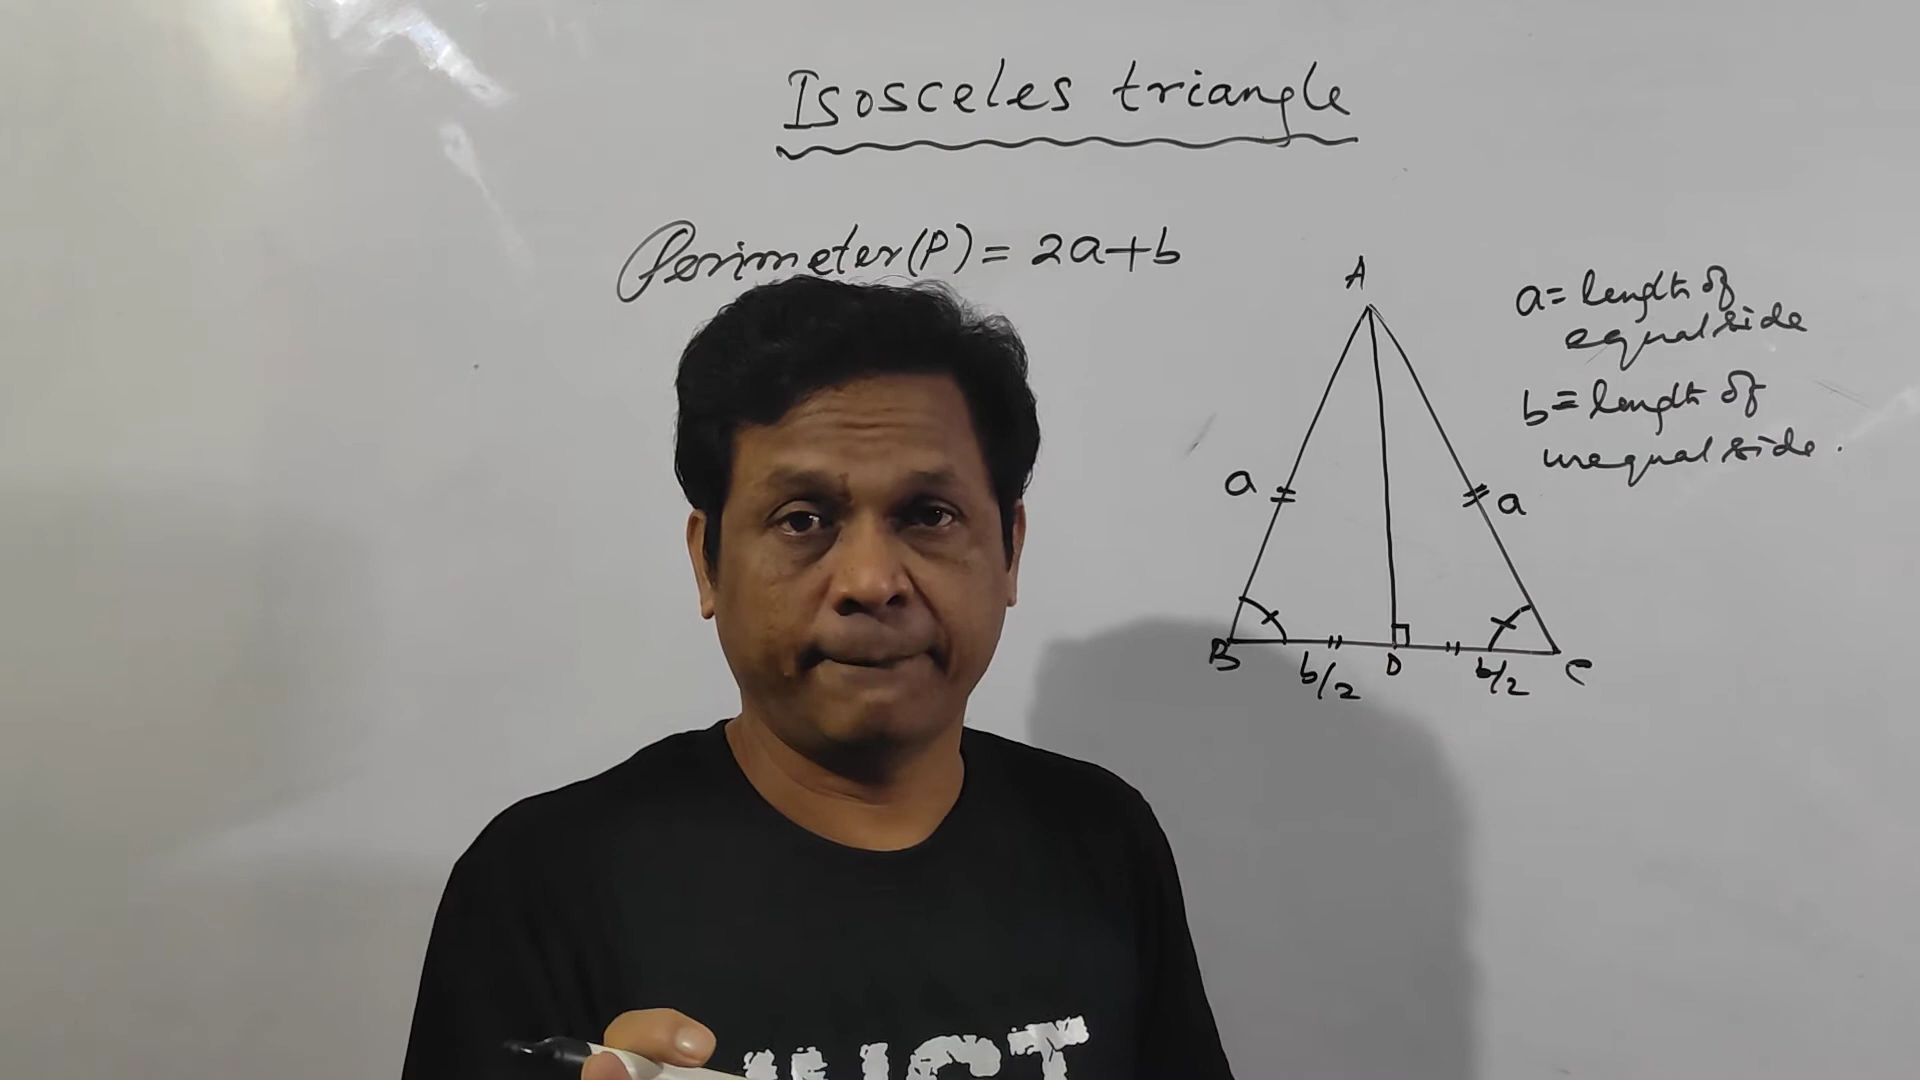 Isosceles triangle
Perimeter(P) = 2a+b
A
a= length of
equal side
b= length of
unequal side.
a
a
B
b/2
D
b/2
C